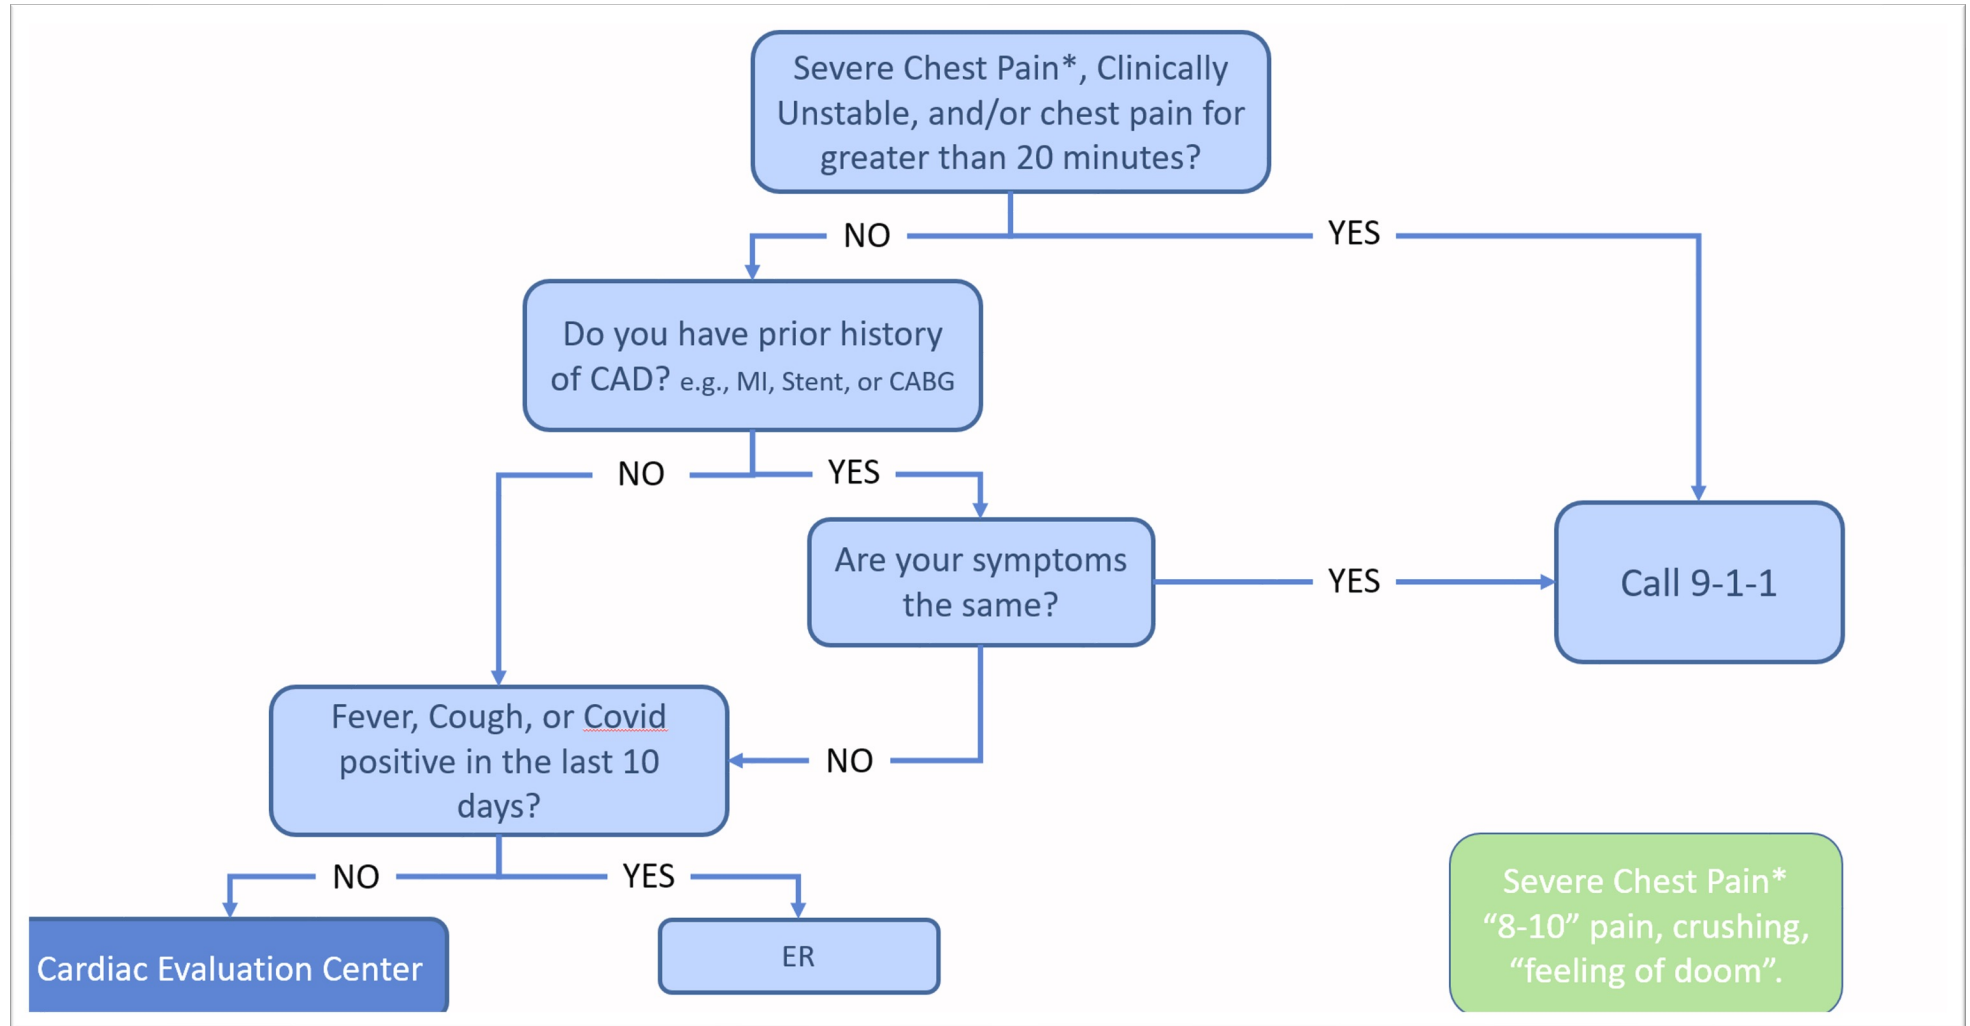 Severe Chest Pain*, Clinically
Unstable, and/or chest pain for
greater than 20 minutes?
NO
YES
Do you have prior history
of CAD? e.g., MI, Stent, or CABG
NO
YES
Are your symptoms
the same?
YES
Call 9-1-1
Fever, Cough, or Covid
positive in the last 10
days?
NO
NO
YES
Cardiac Evaluation Center
ER
Severe Chest Pain*
“8-10” pain, crushing,
“feeling of doom”.